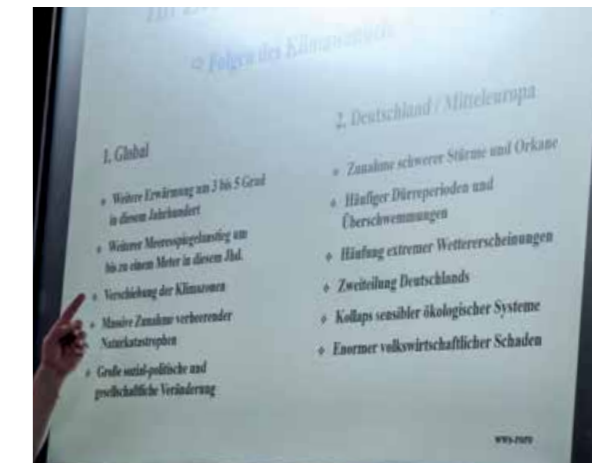 ⇨ Folgen des Klimawandels
1. Global
Weitere Erwärmung um 3 bis 5 Grad
in diesem Jahrhundert
Weiterer Meeresspiegelanstieg um
bis zu einem Meter in diesem Jhd.
Verschiebung der Klimazonen
Massive Zunahme verheerender
Naturkatastrophen
Große sozial-politische und
gesellschaftliche Veränderung
2. Deutschland / Mitteleuropa
Zunahme schwerer Stürme und Orkane
Häufiger Dürreperioden und
Überschwemmungen
Häufung extremer Wettererscheinungen
Zweiteilung Deutschlands
Kollaps sensibler ökologischer Systeme
Enormer volkswirtschaftlicher Schaden